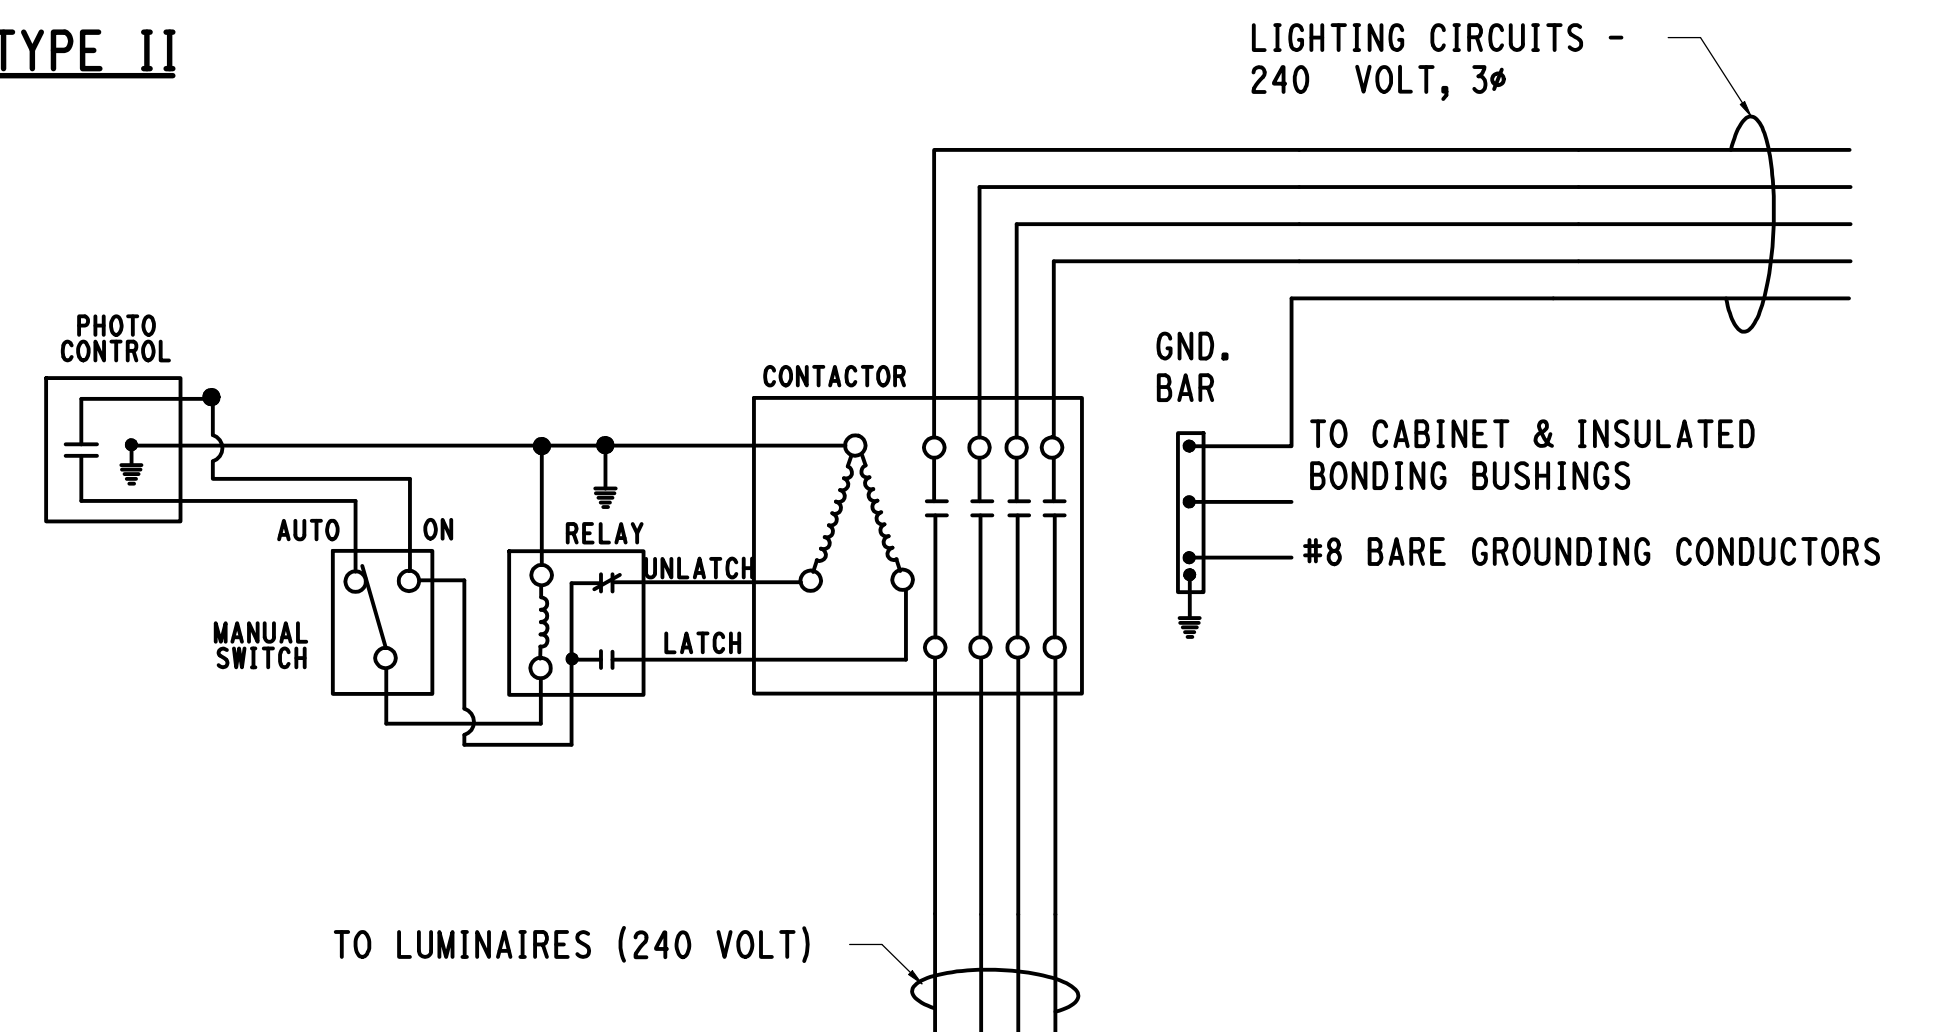 TYPE II
LIGHTING CIRCUITS -
240 VOLT, 3ø
PHOTO
CONTROL
CONTACTOR
GND.
BAR
TO CABINET & INSULATED
BONDING BUSHINGS
AUTO
ON
RELAY
UNLATCH
#8 BARE GROUNDING CONDUCTORS
MANUAL
SWITCH
LATCH
TO LUMINAIRES (240 VOLT)